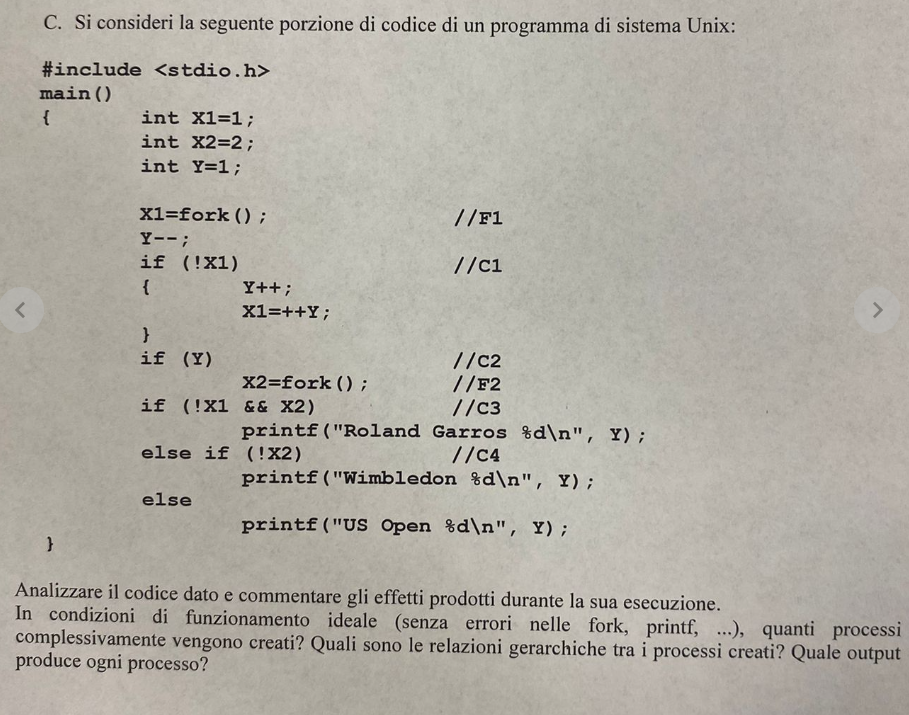 C. Si consideri la seguente porzione di codice di un programma di sistema Unix:
#include <stdio.h>
main()
{ int X1=1;
int X2=2;
int Y=1;
X1=fork(); //F1
Y--;
if (!X1) //C1
{ Y++;
X1=++Y;
}
if (Y) //C2
X2=fork(); //F2
if (!X1 && X2) //C3
printf("Roland Garros %d\n", Y);
else if (!X2) //C4
printf("Wimbledon %d\n", Y);
else
printf("US Open %d\n", Y);
}
Analizzare il codice dato e commentare gli effetti prodotti durante la sua esecuzione.
In condizioni di funzionamento ideale (senza errori nelle fork, printf, ...), quanti processi
complessivamente vengono creati? Quali sono le relazioni gerarchiche tra i processi creati? Quale output
produce ogni processo?